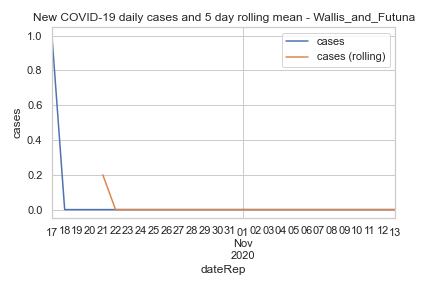 New COVID-19 daily cases and 5 day rolling mean - Wallis_and_Futuna
cases
cases (rolling)
1.0
0.8
0.6
0.4
0.2
0.0
cases
17 18 19 20 21 22 23 24 25 26 27 28 29 30 31 01 02 03 04 05 06 07 08 09 10 11 12 13
Nov
2020
dateRep